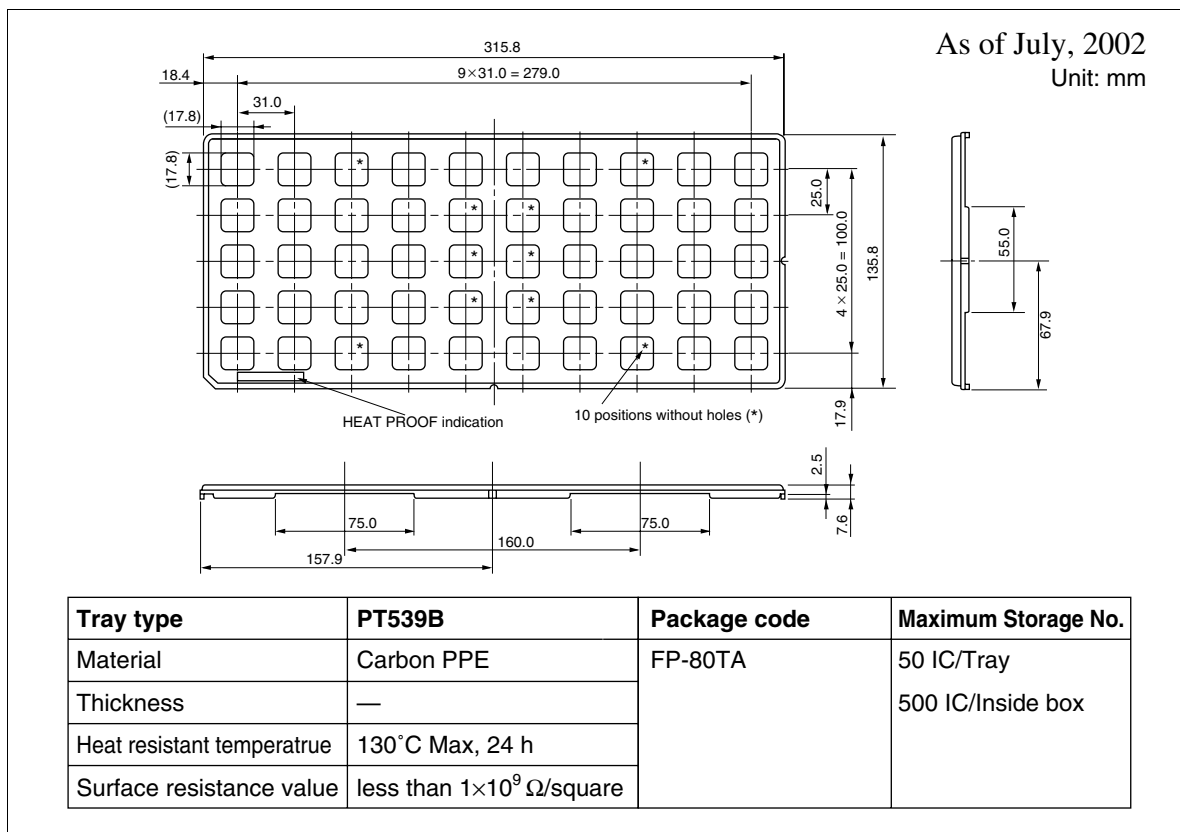 As of July, 2002
Unit: mm
315.8
9×31.0 = 279.0
18.4
31.0
(17.8)
(17.8)
* *
* *
* *
* *
* *
25.0
4 × 25.0 = 100.0
135.8
17.9
55.0
67.9
HEAT PROOF indication
10 positions without holes (*)
2.5
7.6
75.0
75.0
160.0
157.9
Tray type PT539B Package code Maximum Storage No.
Material Carbon PPE FP-80TA 50 IC/Tray
Thickness — 500 IC/Inside box
Heat resistant temperatrue 130˚C Max, 24 h
Surface resistance value less than 1×10⁹ Ω/square